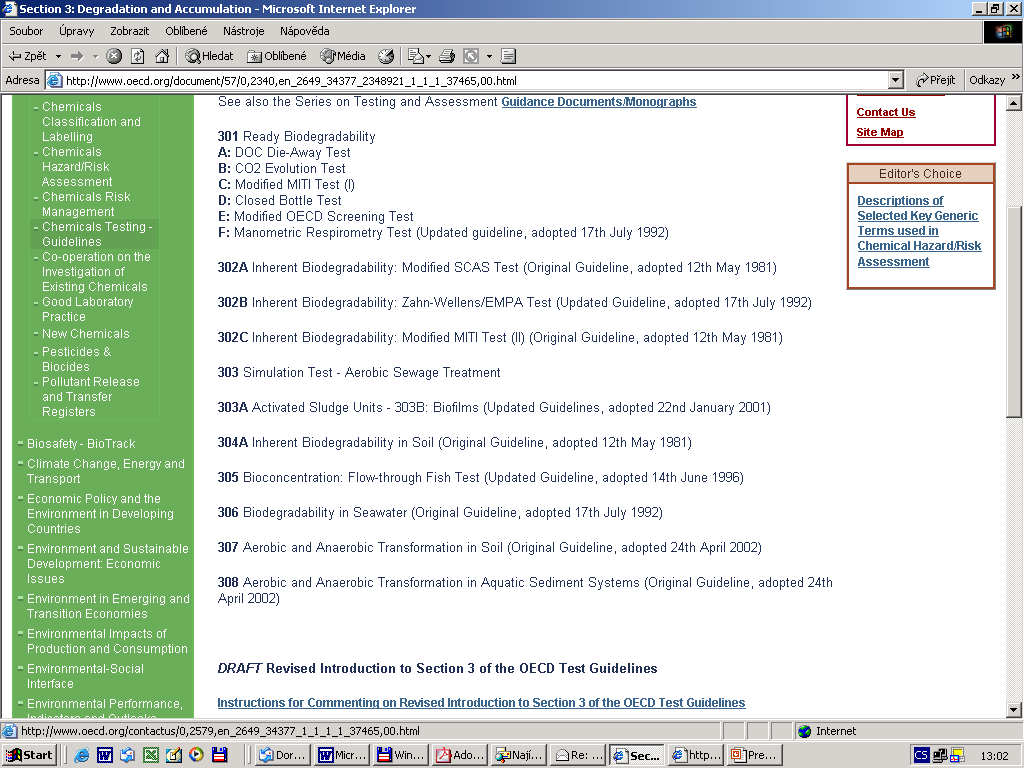 Section 3: Degradation and Accumulation - Microsoft Internet Explorer
Soubor Úpravy Zobrazit Oblíbené Nástroje Nápověda
Zpět Hledat Oblíbené Média
Adresa http://www.oecd.org/document/57/0,2340,en_2649_34377_2348921_1_1_1_37465,00.html Přejít Odkazy »
- Chemicals
Classification and
Labelling
- Chemicals
Hazard/Risk
Assessment
- Chemicals Risk
Management
- Chemicals Testing -
Guidelines
- Co-operation on the
Investigation of
Existing Chemicals
- Good Laboratory
Practice
- New Chemicals
- Pesticides &
Biocides
- Pollutant Release
and Transfer
Registers
- Biosafety - BioTrack
- Climate Change, Energy and
Transport
- Economic Policy and the
Environment in Developing
Countries
- Environment and Sustainable
Development: Economic
Issues
- Environment in Emerging and
Transition Economies
- Environmental Impacts of
Production and Consumption
- Environmental-Social
Interface
- Environmental Performance,
Indicators and Outlooks
See also the Series on Testing and Assessment Guidance Documents/Monographs
301 Ready Biodegradability
A: DOC Die-Away Test
B: CO2 Evolution Test
C: Modified MITI Test (I)
D: Closed Bottle Test
E: Modified OECD Screening Test
F: Manometric Respirometry Test (Updated guideline, adopted 17th July 1992)
302A Inherent Biodegradability: Modified SCAS Test (Original Guideline, adopted 12th May 1981)
302B Inherent Biodegradability: Zahn-Wellens/EMPA Test (Updated Guideline, adopted 17th July 1992)
302C Inherent Biodegradability: Modified MITI Test (II) (Original Guideline, adopted 12th May 1981)
303 Simulation Test - Aerobic Sewage Treatment
303A Activated Sludge Units - 303B: Biofilms (Updated Guidelines, adopted 22nd January 2001)
304A Inherent Biodegradability in Soil (Original Guideline, adopted 12th May 1981)
305 Bioconcentration: Flow-through Fish Test (Updated Guideline, adopted 14th June 1996)
306 Biodegradability in Seawater (Original Guideline, adopted 17th July 1992)
307 Aerobic and Anaerobic Transformation in Soil (Original Guideline, adopted 24th April 2002)
308 Aerobic and Anaerobic Transformation in Aquatic Sediment Systems (Original Guideline, adopted 24th
April 2002)
DRAFT Revised Introduction to Section 3 of the OECD Test Guidelines
Instructions for Commenting on Revised Introduction to Section 3 of the OECD Test Guidelines
Contact Us
Site Map
Editor's Choice
Descriptions of
Selected Key Generic
Terms used in
Chemical Hazard/Risk
Assessment
http://www.oecd.org/contactus/0,2579,en_2649_34377_1_1_1_1_37465,00.html Internet
Start Dor... Micr... Win... Ado... Nají... Re: ... Sec... http... Pre... CS 13:02